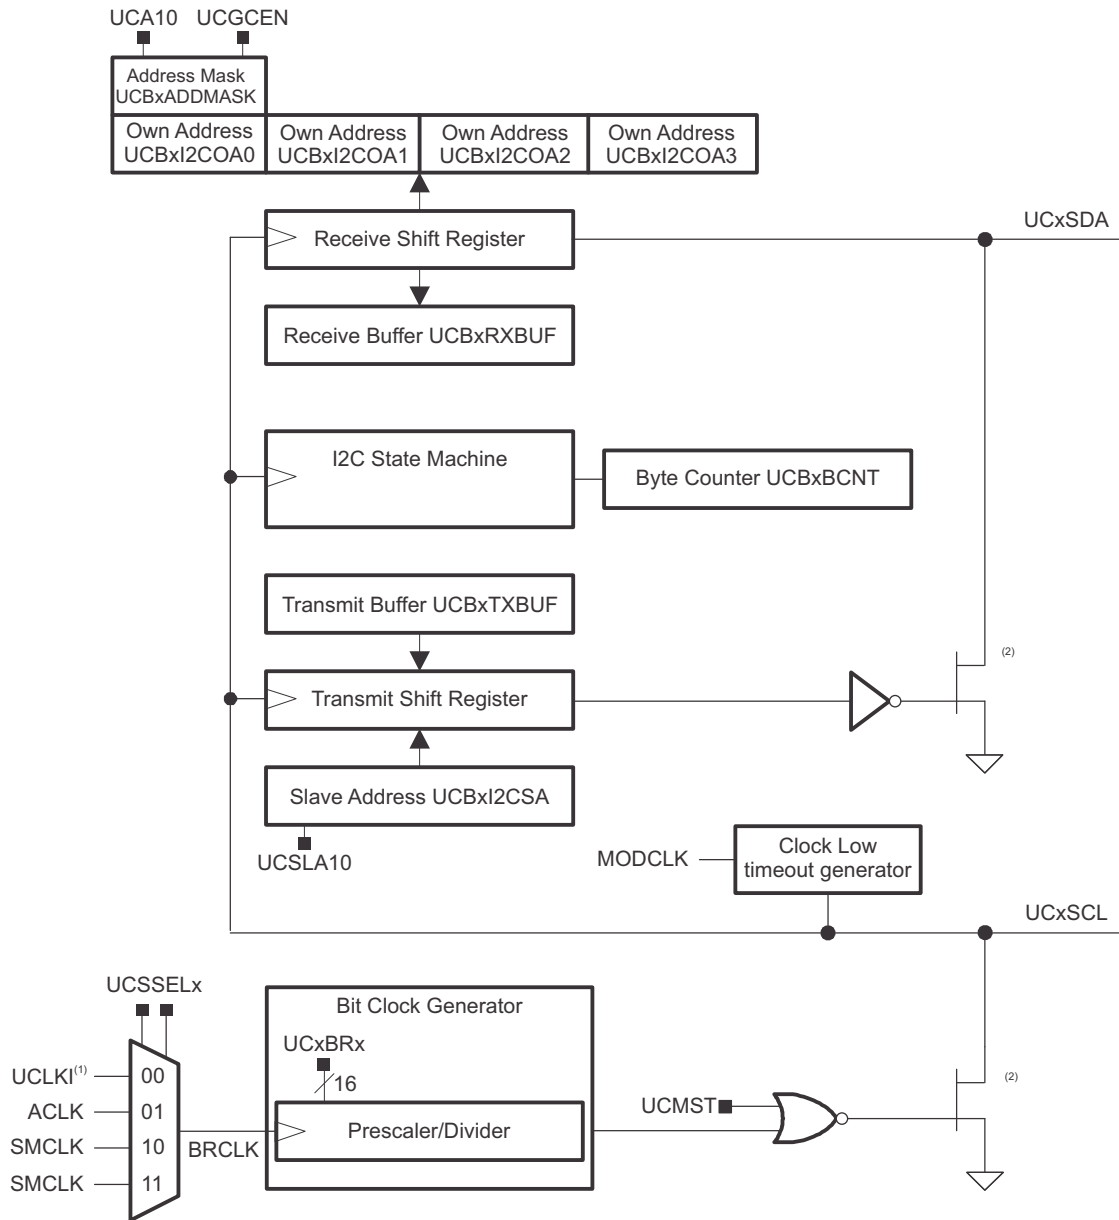 UCA10 UCGCEN
Address Mask
UCBxADDMASK
Own Address
UCBxI2COA0
Own Address
UCBxI2COA1
Own Address
UCBxI2COA2
Own Address
UCBxI2COA3
Receive Shift Register
UCxSDA
Receive Buffer UCBxRXBUF
I2C State Machine
Byte Counter UCBxBCNT
Transmit Buffer UCBxTXBUF
(2)
Transmit Shift Register
Slave Address UCBxI2CSA
UCSLA10
MODCLK
Clock Low
timeout generator
UCxSCL
UCSSELx
Bit Clock Generator
UCxBRx
16
UCLKI(1) 00
ACLK 01
SMCLK 10
SMCLK 11
BRCLK
Prescaler/Divider
UCMST
(2)